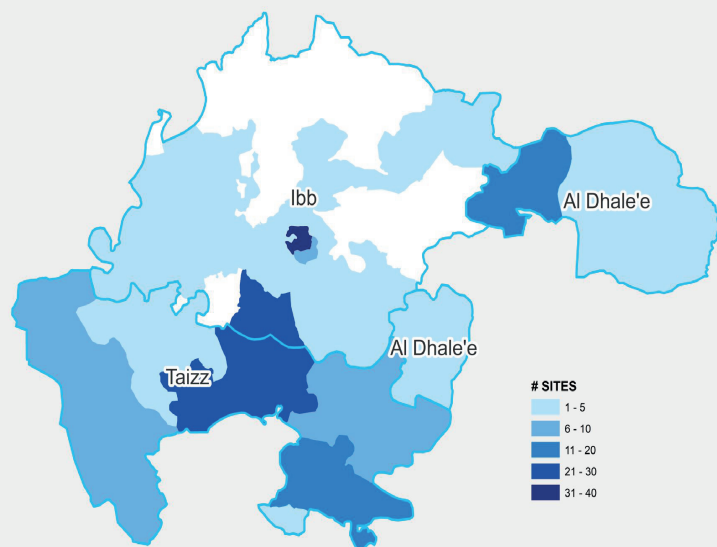 Ibb
Al Dhale'e
Al Dhale'e
Taizz
# SITES
1 - 5
6 - 10
11 - 20
21 - 30
31 - 40